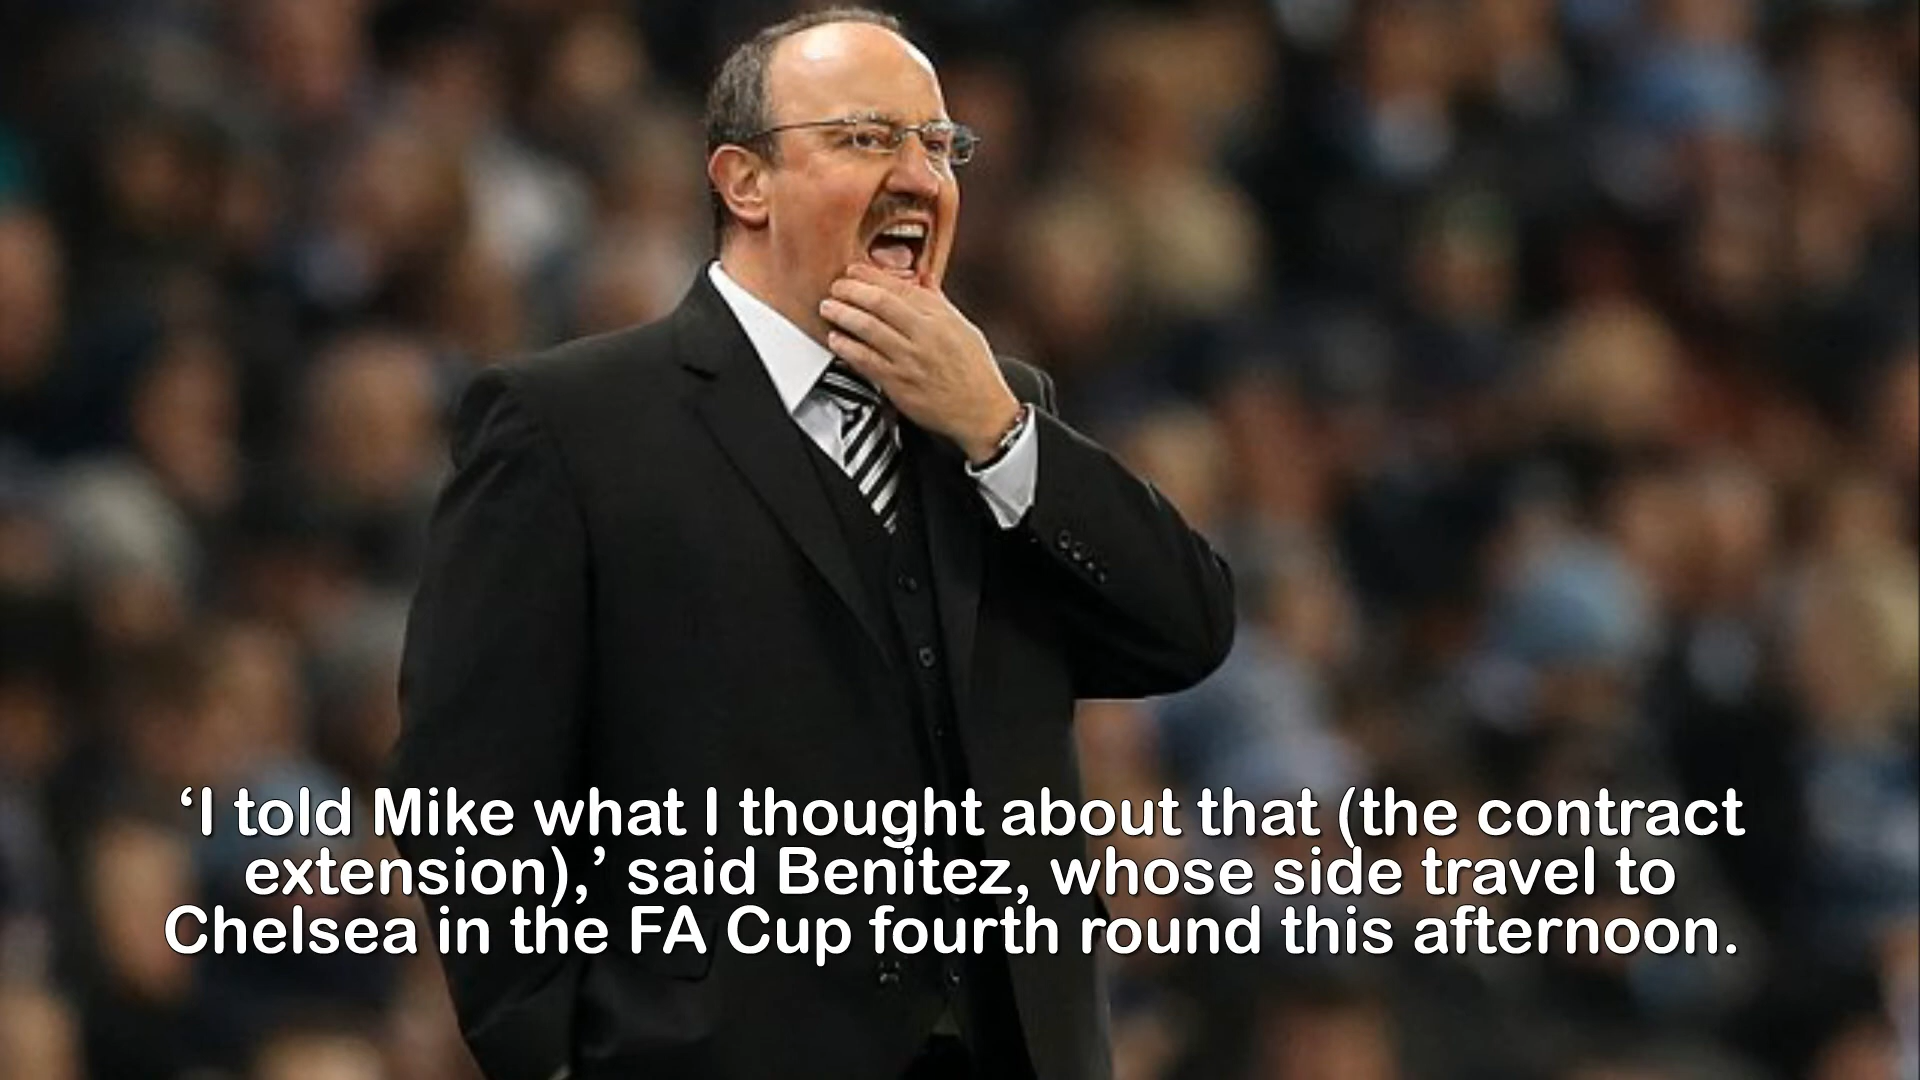 ‘I told Mike what I thought about that (the contract
extension),’ said Benitez, whose side travel to
Chelsea in the FA Cup fourth round this afternoon.